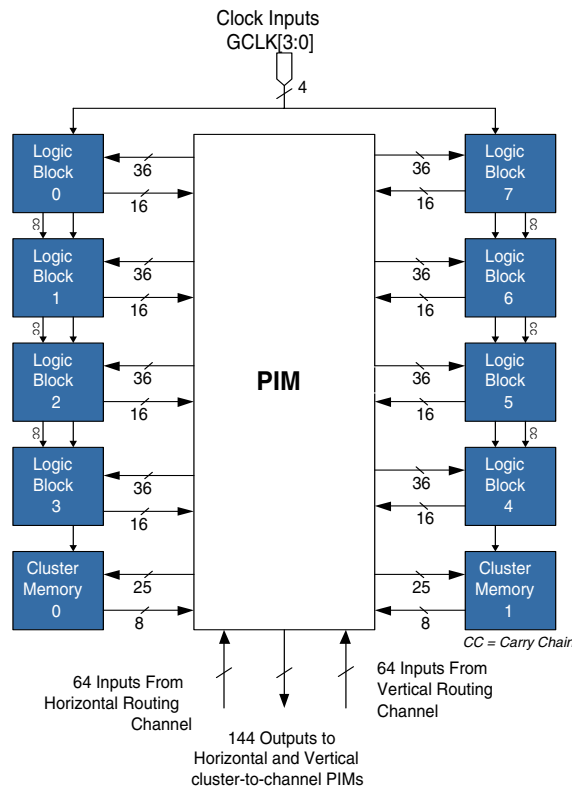 Clock Inputs
GCLK[3:0]
4
Logic
Block
0
36
16
36
16
Logic
Block
7
CC
CC
Logic
Block
1
36
16
36
16
Logic
Block
6
CC
CC
Logic
Block
2
36
16
PIM
36
16
Logic
Block
5
CC
CC
Logic
Block
3
36
16
36
16
Logic
Block
4
Cluster
Memory
0
25
8
25
8
Cluster
Memory
1
CC = Carry Chain
64 Inputs From
Horizontal Routing
Channel
64 Inputs From
Vertical Routing
Channel
144 Outputs to
Horizontal and Vertical
cluster-to-channel PIMs